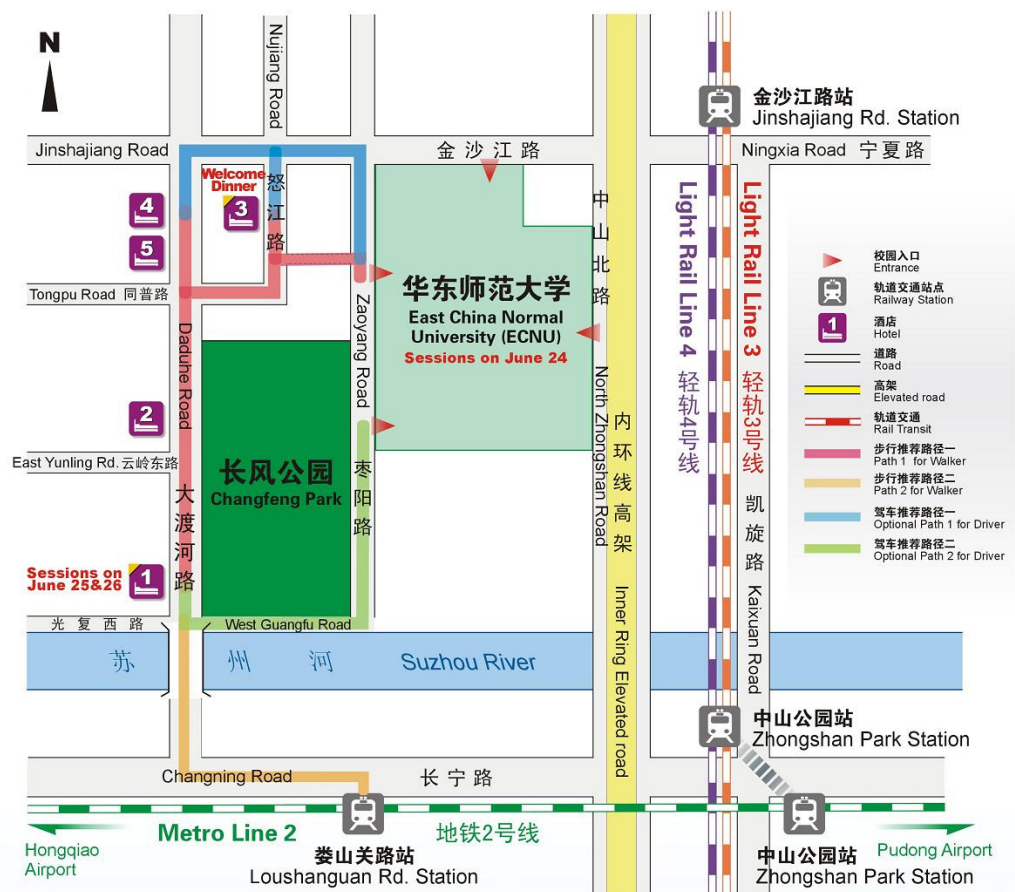 N
Nujiang Road
金沙江路站
Jinshajiang Rd. Station
Jinshajiang Road
金沙江路
Ningxia Road 宁夏路
Welcome
Dinner
怒江路
3
4
5
中山北路
Light Rail Line 4 轻轨4号线
Light Rail Line 3 轻轨3号线
华东师范大学
East China Normal
University (ECNU)
Sessions on June 24
Tongpu Road 同普路
Daduhe Road
大渡河路
Zaoyang Road
枣阳路
North Zhongshan Road
内环线高架
Inner Ring Elevated road
凯旋路
Kaixuan Road
2
East Yunling Rd. 云岭东路
长风公园
Changfeng Park
Sessions on
June 25&26
1
光复西路
West Guangfu Road
苏州河
Suzhou River
校园入口
Entrance
轨道交通站点
Railway Station
1
酒店
Hotel
道路
Road
高架
Elevated road
轨道交通
Rail Transit
步行推荐路径一
Path 1 for Walker
步行推荐路径二
Path 2 for Walker
驾车推荐路径一
Optional Path 1 for Driver
驾车推荐路径二
Optional Path 2 for Driver
中山公园站
Zhongshan Park Station
Changning Road
长宁路
Metro Line 2
地铁2号线
Hongqiao
Airport
娄山关路站
Loushanguan Rd. Station
中山公园站
Zhongshan Park Station
Pudong Airport